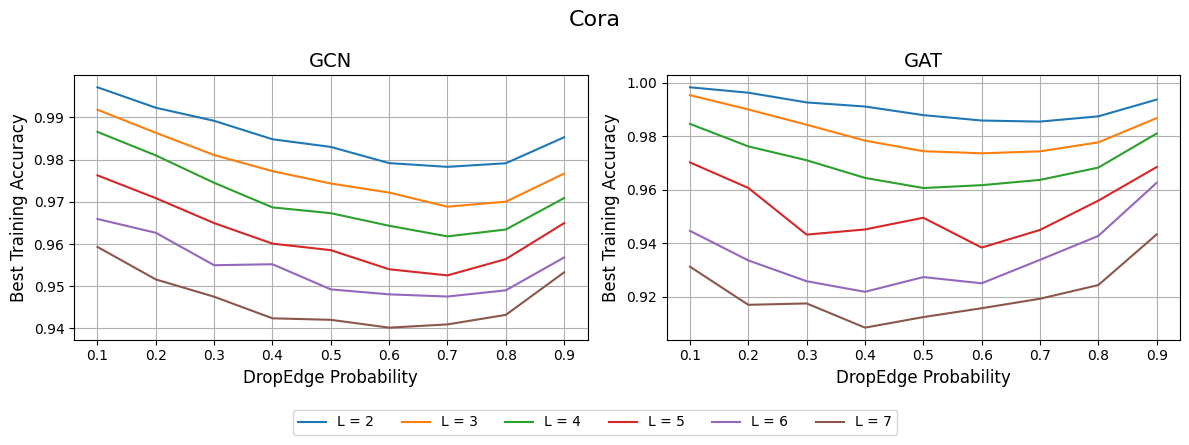 Cora
GCN
Best Training Accuracy
0.99
0.98
0.97
0.96
0.95
0.94
0.1 0.2 0.3 0.4 0.5 0.6 0.7 0.8 0.9
DropEdge Probability
GAT
Best Training Accuracy
1.00
0.98
0.96
0.94
0.92
0.1 0.2 0.3 0.4 0.5 0.6 0.7 0.8 0.9
DropEdge Probability
L = 2 L = 3 L = 4 L = 5 L = 6 L = 7